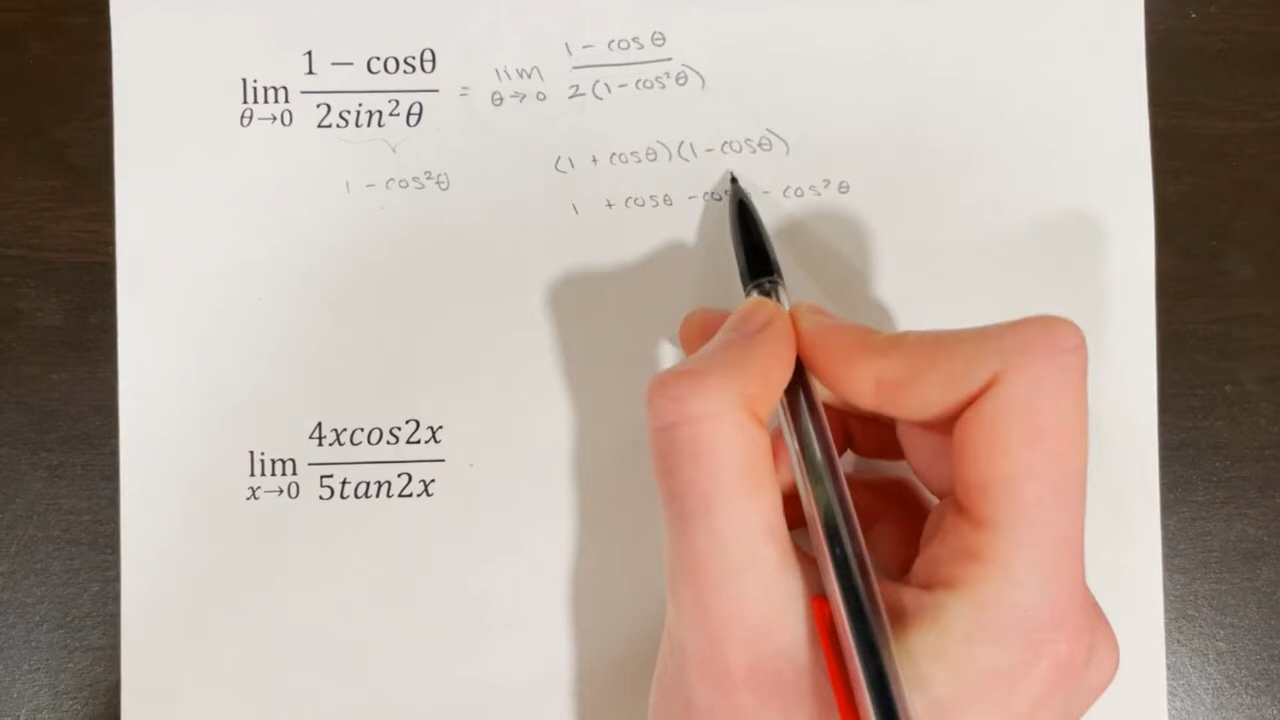 lim θ→0 1 − cosθ / 2sin²θ = lim θ→0 1 - cos θ / 2(1-cos²θ)
1 - cos²θ
(1 + cosθ)(1-cosθ)
1 + cosθ - cos - cos²θ
lim x→0 4xcos2x / 5tan2x